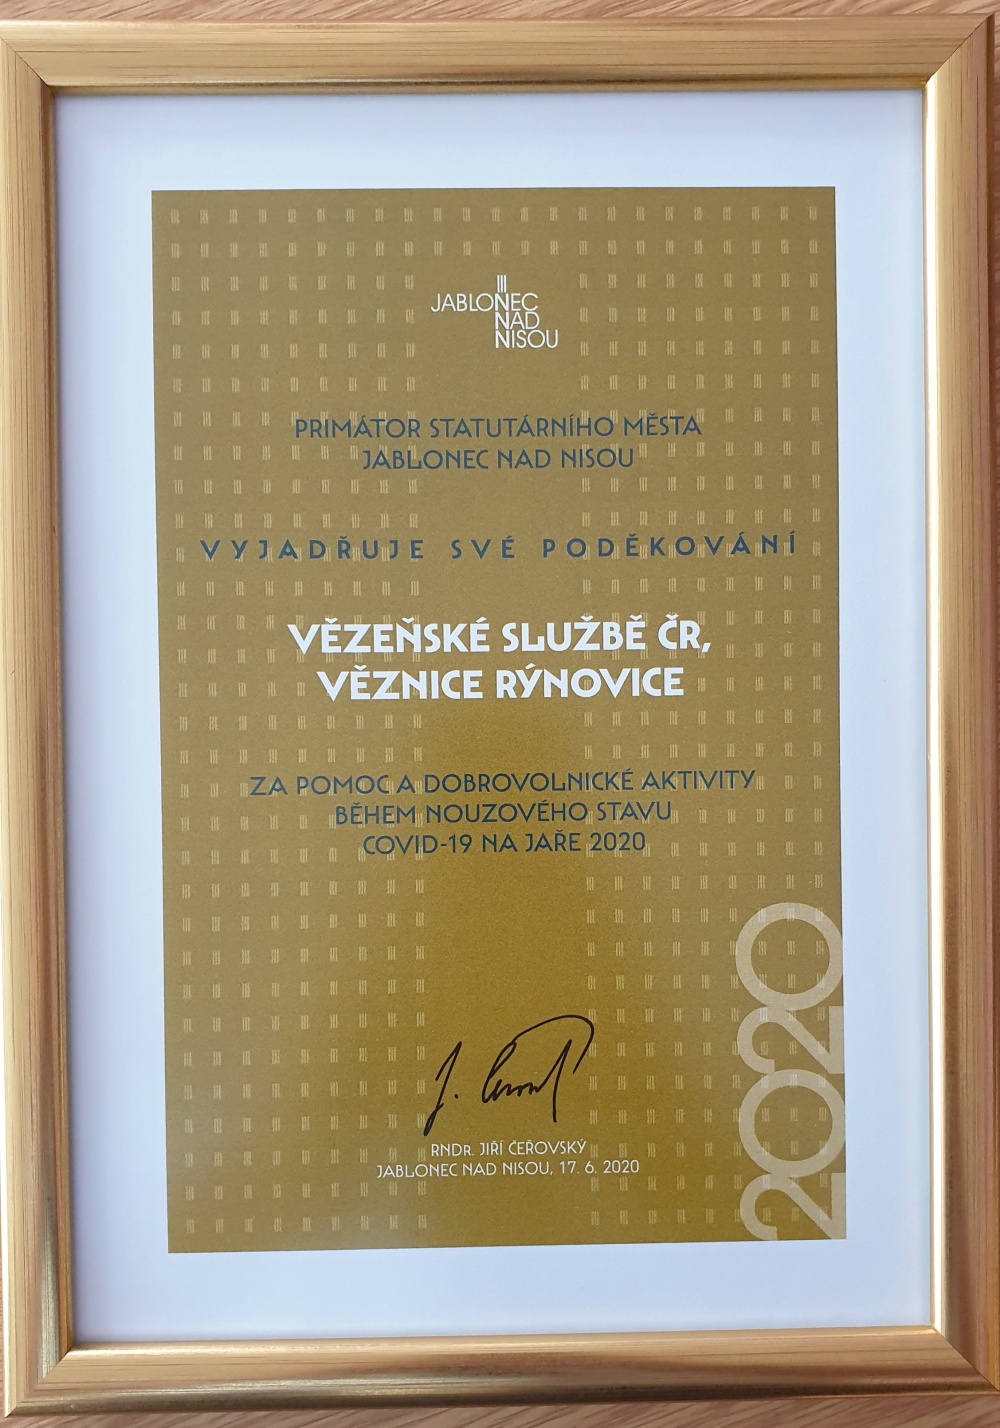 JABLONEC
NAD
NISOU
PRIMÁTOR STATUTÁRNÍHO MĚSTA
JABLONEC NAD NISOU
VYJADŘUJE SVÉ PODĚKOVÁNÍ
VĚZEŇSKÉ SLUŽBĚ ČR,
VĚZNICE RÝNOVICE
ZA POMOC A DOBROVOLNICKÉ AKTIVITY
BĚHEM NOUZOVÉHO STAVU
COVID-19 NA JAŘE 2020
RNDR. JIŘÍ ČEŘOVSKÝ
JABLONEC NAD NISOU, 17. 6. 2020
2020